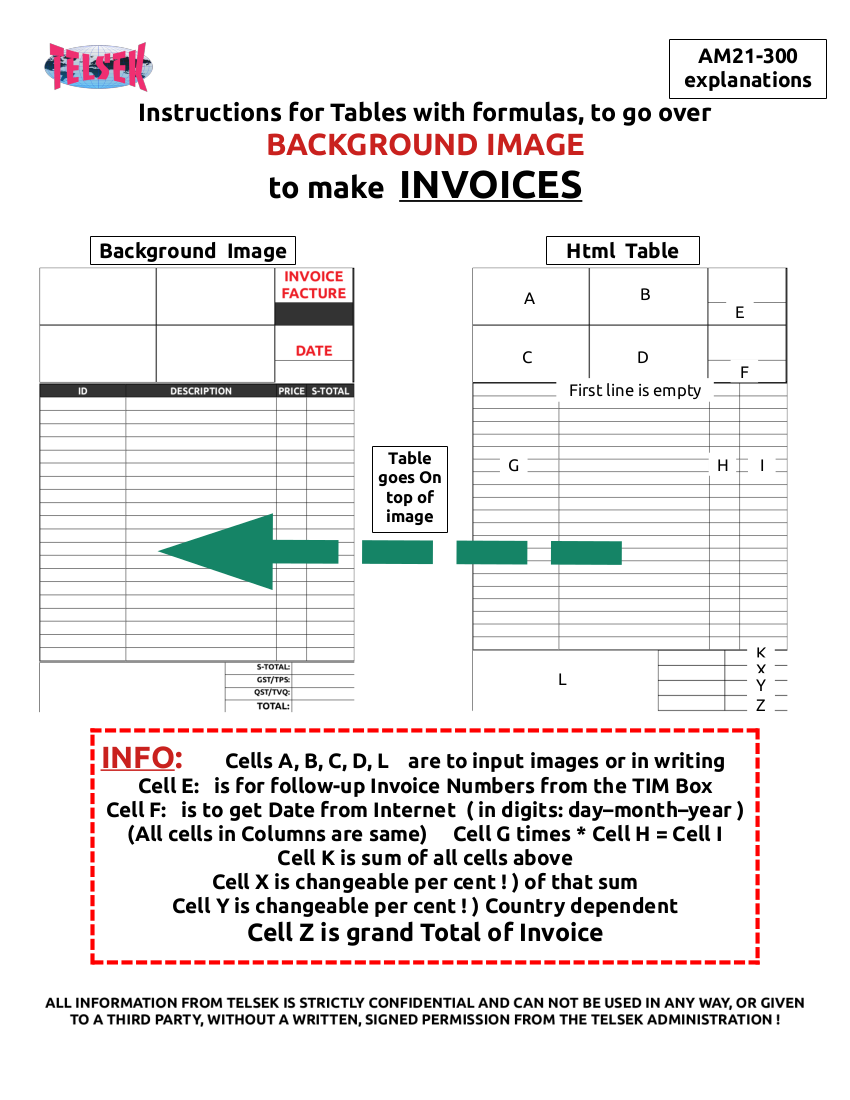 TELSEK
AM21-300
explanations
Instructions for Tables with formulas, to go over
BACKGROUND IMAGE
to make INVOICES
Background Image
Html Table
INVOICE
FACTURE
DATE
ID DESCRIPTION PRICE S-TOTAL
S-TOTAL:
GST/TPS:
QST/TVQ:
TOTAL:
Table
goes On
top of
image
A B
E
C D
F
First line is empty
G H I
K
X
L Y
Z
INFO: Cells A, B, C, D, L are to input images or in writing
Cell E: is for follow-up Invoice Numbers from the TIM Box
Cell F: is to get Date from Internet ( in digits: day–month–year )
(All cells in Columns are same) Cell G times * Cell H = Cell I
Cell K is sum of all cells above
Cell X is changeable per cent ! ) of that sum
Cell Y is changeable per cent ! ) Country dependent
Cell Z is grand Total of Invoice
ALL INFORMATION FROM TELSEK IS STRICTLY CONFIDENTIAL AND CAN NOT BE USED IN ANY WAY, OR GIVEN
TO A THIRD PARTY, WITHOUT A WRITTEN, SIGNED PERMISSION FROM THE TELSEK ADMINISTRATION !